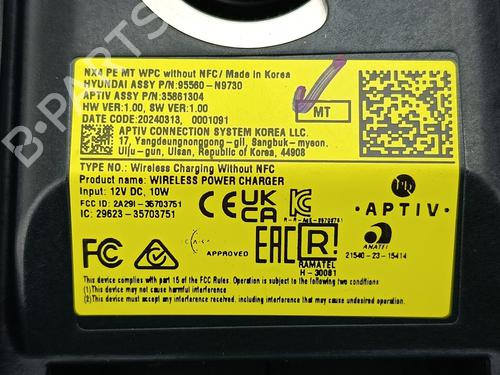 NX4 PE MT WPC without NFC/ Made in Korea
HYUNDAI ASSY P/N:95560-N9730
APTIV ASSY P/N:35861304
HW VER:1.00, SW VER:1.00
DATE CODE:20240313, 0001091
MT
APTIV CONNECTION SYSTEM KOREA LLC.
17, Yangdeungnonggong-gil, Sangbuk-myeon,
Ulju-gun, Ulsan, Republic of Korea, 44908
TYPE NO.: Wireless Charging Without NFC
Product name: WIRELESS POWER CHARGER
Input: 12V DC, 10W
FCC ID: 2A29I-35703751
IC: 29623-35703751
CE UK CA
• APTIV •
FC
APPROVED
EAC
R!
RAMATEL
H-30081
ANATEL
21540-23-15414
This device complies with part 15 of the FCC Rules. Operation is subject to the following two conditions:
(1)This device may not cause harmful interference, and
(2)This device must accept any interference received, including interference that may cause undesired operation.
B-PARTS